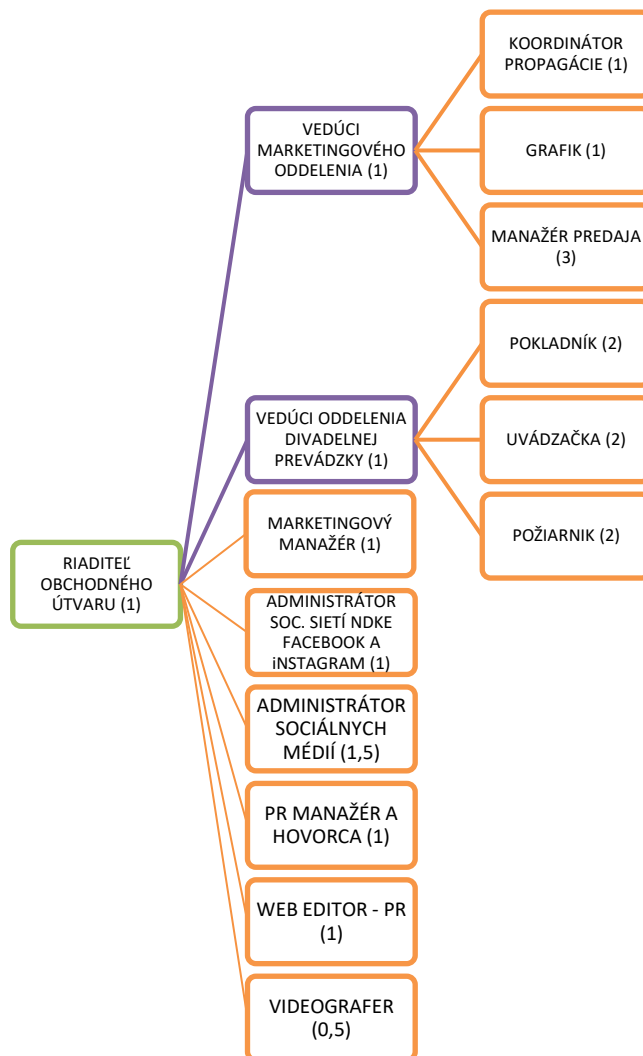 KOORDINÁTOR
PROPAGÁCIE (1)
VEDÚCI
MARKETINGOVÉHO
ODDELENIA (1)
GRAFIK (1)
MANAŽÉR PREDAJA
(3)
POKLADNÍK (2)
VEDÚCI ODDELENIA
DIVADELNEJ
PREVÁDZKY (1)
UVÁDZAČKA (2)
POŽIARNIK (2)
RIADITEĽ
OBCHODNÉHO
ÚTVARU (1)
MARKETINGOVÝ
MANAŽÉR (1)
ADMINISTRÁTOR
SOC. SIETÍ NDKE
FACEBOOK A
iNSTAGRAM (1)
ADMINISTRÁTOR
SOCIÁLNYCH
MÉDIÍ (1,5)
PR MANAŽÉR A
HOVORCA (1)
WEB EDITOR - PR
(1)
VIDEOGRAFER
(0,5)